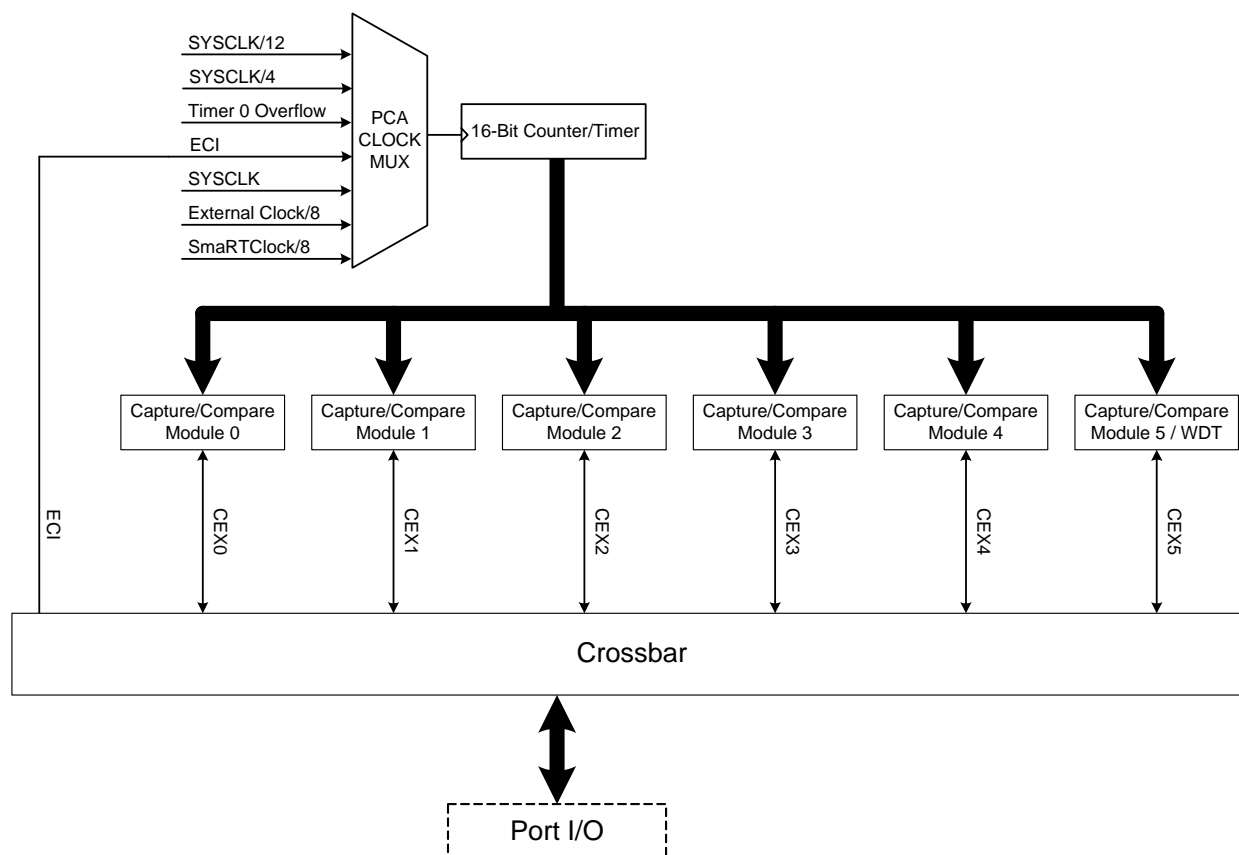 SYSCLK/12
SYSCLK/4
Timer 0 Overflow
ECI
SYSCLK
External Clock/8
SmaRTClock/8
PCA
CLOCK
MUX
16-Bit Counter/Timer
Capture/Compare
Module 0
Capture/Compare
Module 1
Capture/Compare
Module 2
Capture/Compare
Module 3
Capture/Compare
Module 4
Capture/Compare
Module 5 / WDT
ECI
CEX0
CEX1
CEX2
CEX3
CEX4
CEX5
Crossbar
Port I/O